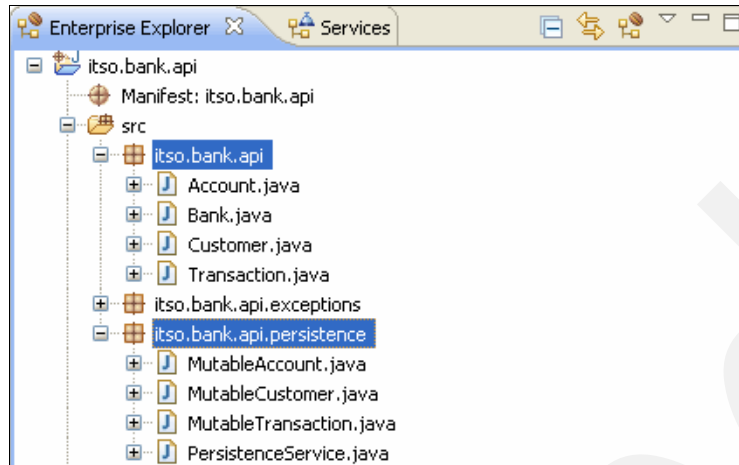 Enterprise Explorer Services
itso.bank.api
Manifest: itso.bank.api
src
itso.bank.api
Account.java
Bank.java
Customer.java
Transaction.java
itso.bank.api.exceptions
itso.bank.api.persistence
MutableAccount.java
MutableCustomer.java
MutableTransaction.java
PersistenceService.java